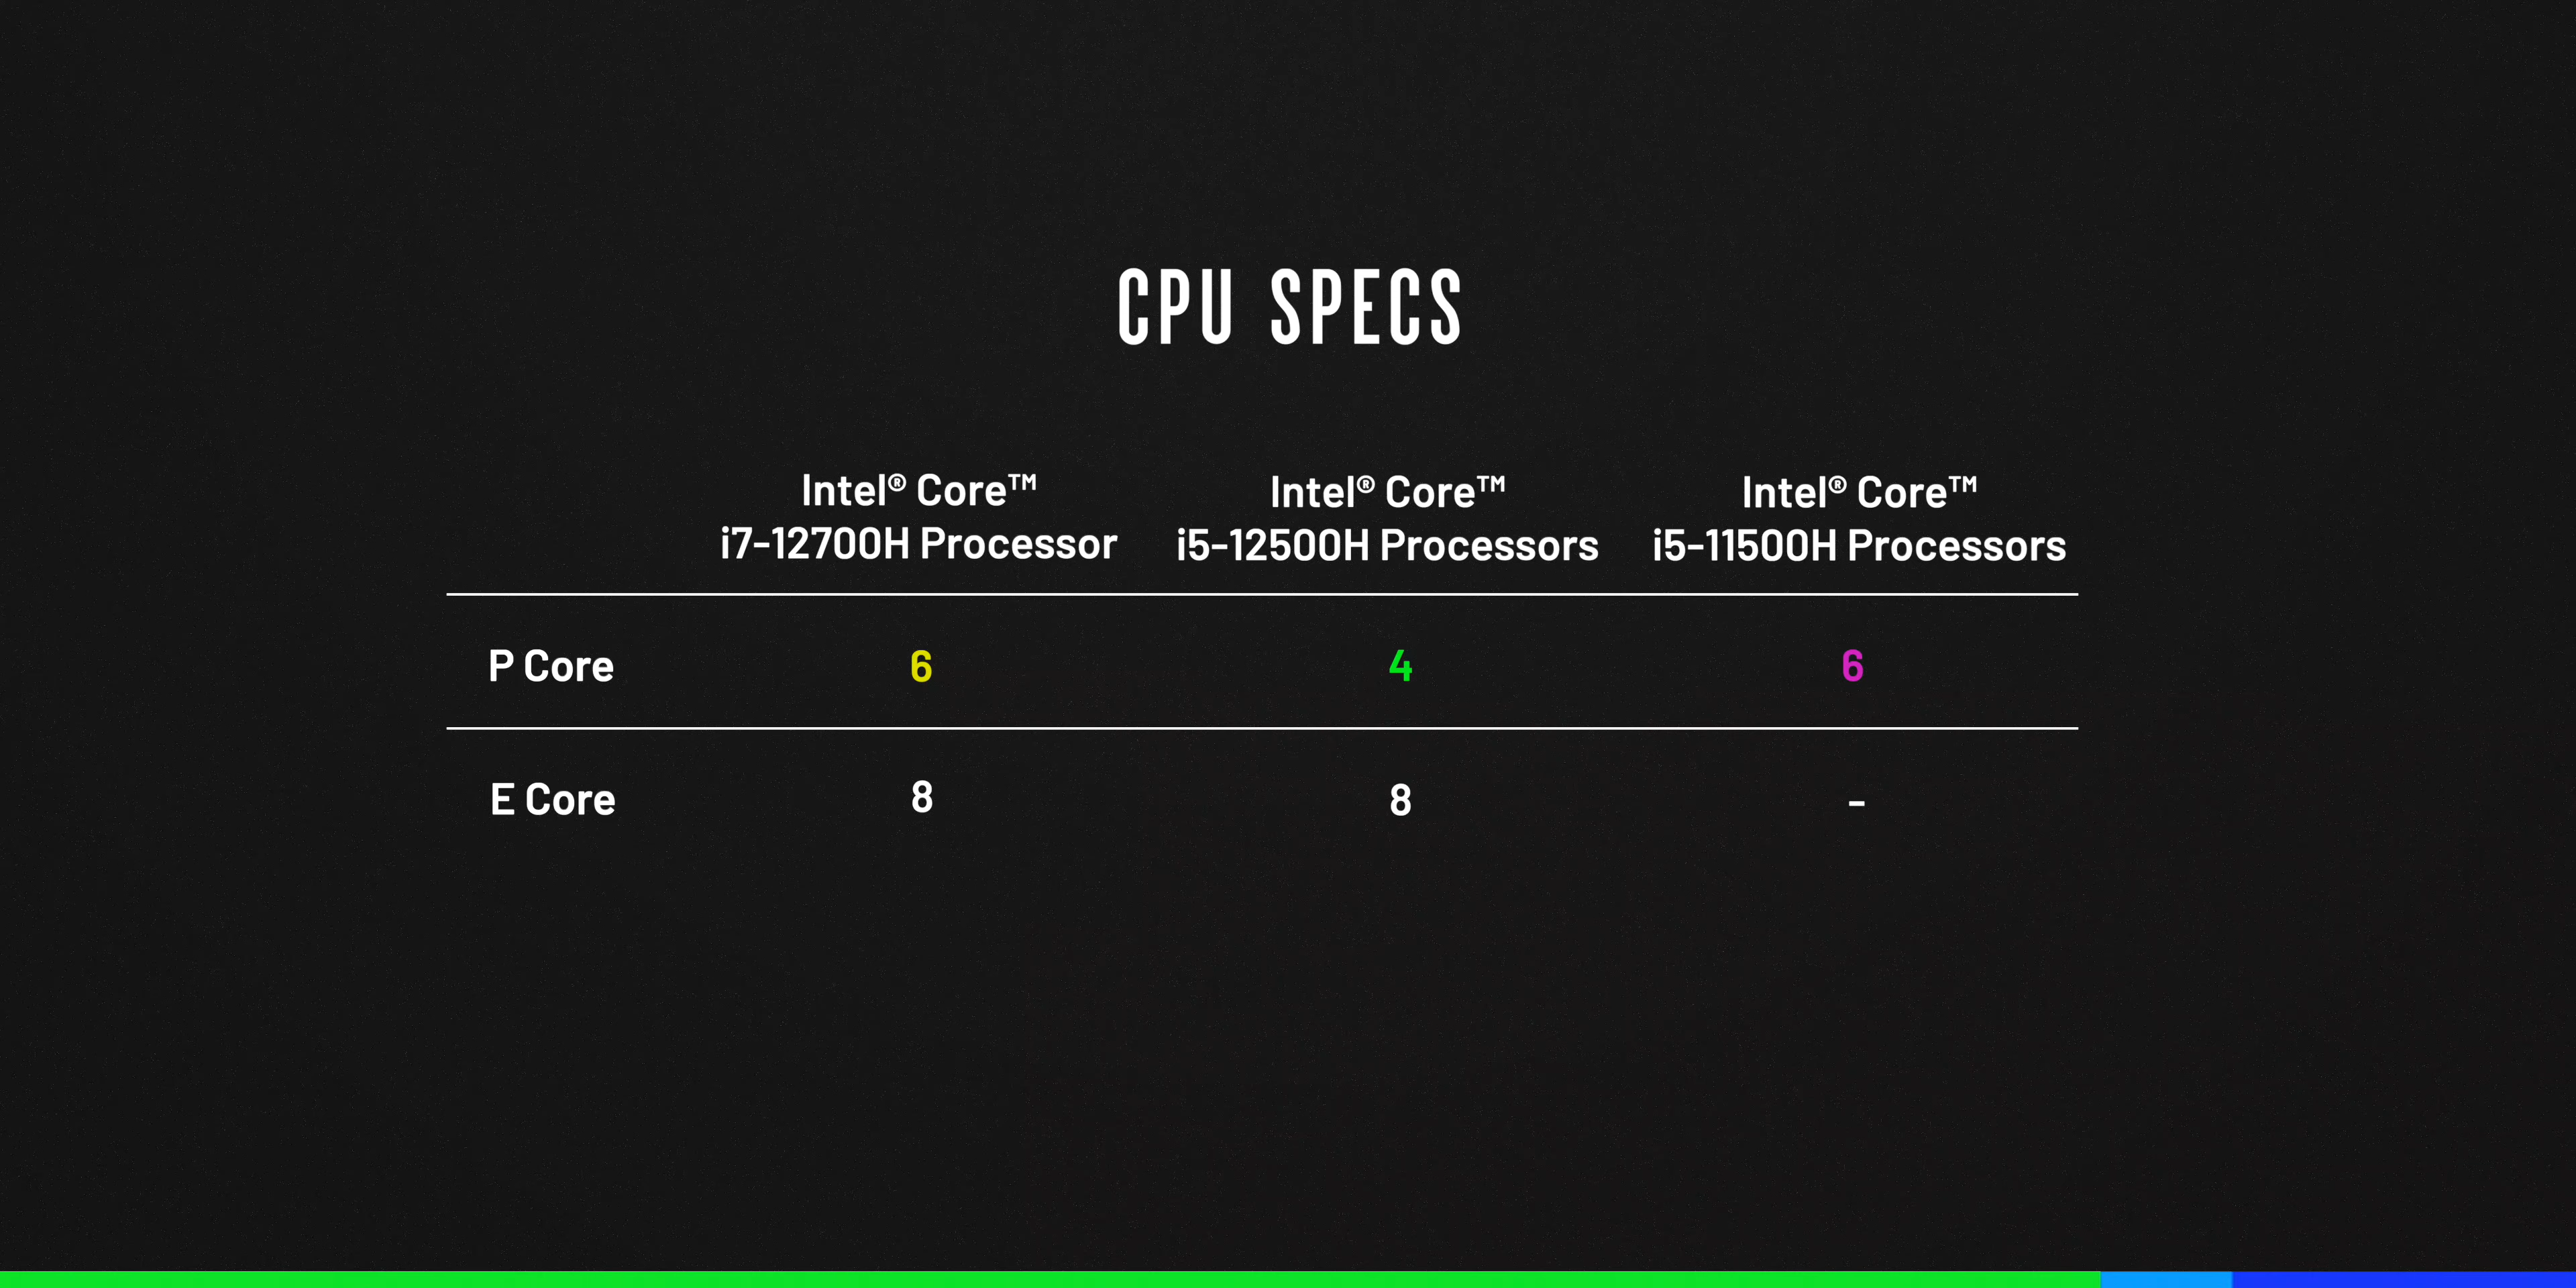 CPU SPECS
Intel® Core™ Intel® Core™ Intel® Core™
i7-12700H Processor i5-12500H Processors i5-11500H Processors
P Core 6 4 6
E Core 8 8 -